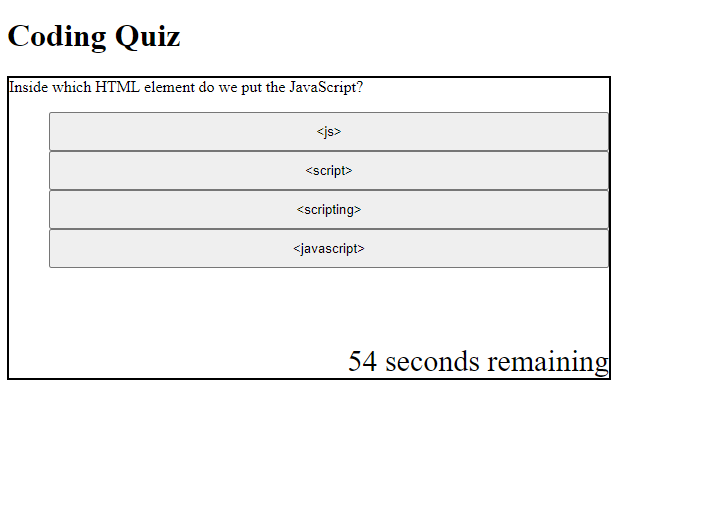 Coding Quiz
Inside which HTML element do we put the JavaScript?
<js>
<script>
<scripting>
<javascript>
54 seconds remaining